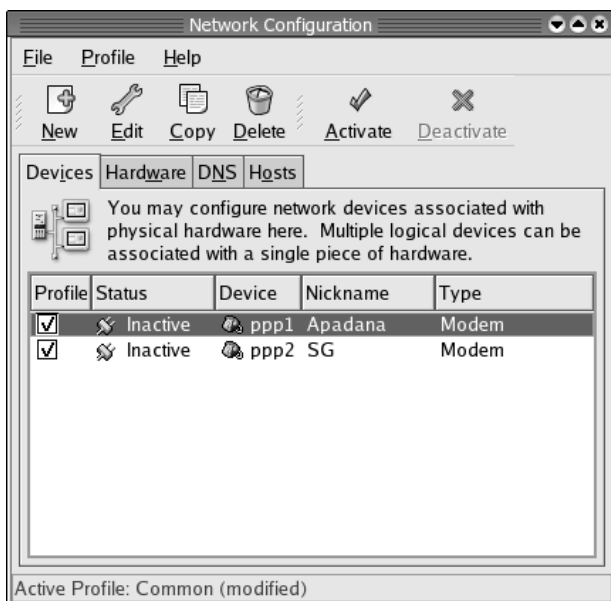 Network Configuration
File Profile Help
New Edit Copy Delete Activate Deactivate
Devices Hardware DNS Hosts
You may configure network devices associated with
physical hardware here. Multiple logical devices can be
associated with a single piece of hardware.
Profile Status Device Nickname Type
Inactive ppp1 Apadana Modem
Inactive ppp2 SG Modem
Active Profile: Common (modified)